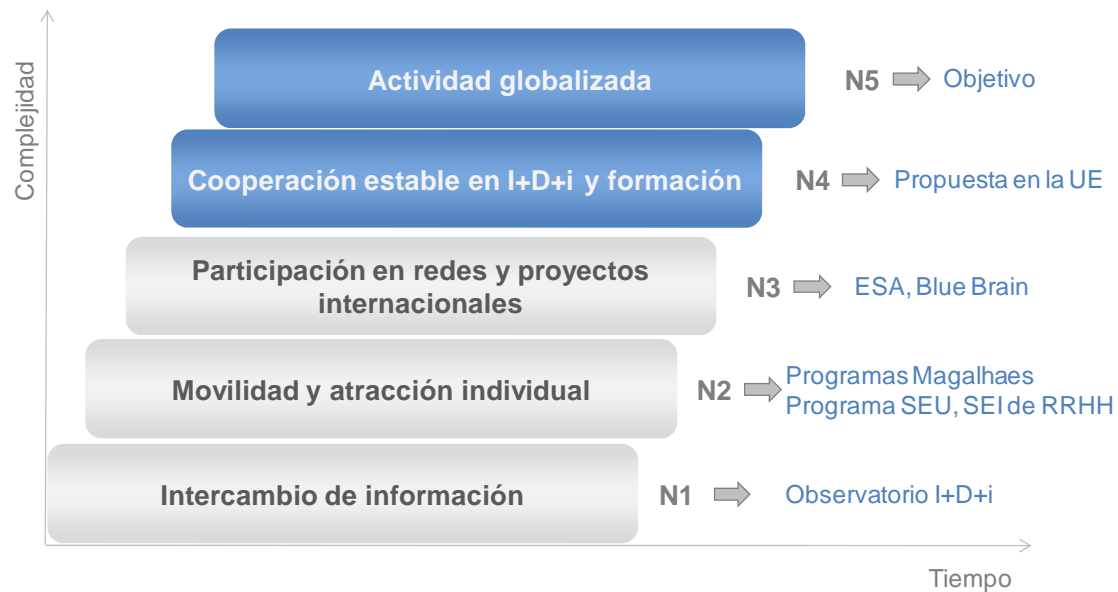 Complejidad
Actividad globalizada
N5
Objetivo
Cooperación estable en I+D+i y formación
N4
Propuesta en la UE
Participación en redes y proyectos
internacionales
N3
ESA, Blue Brain
Movilidad y atracción individual
N2
Programas Magalhaes
Programa SEU, SEI de RRHH
Intercambio de información
N1
Observatorio I+D+i
Tiempo